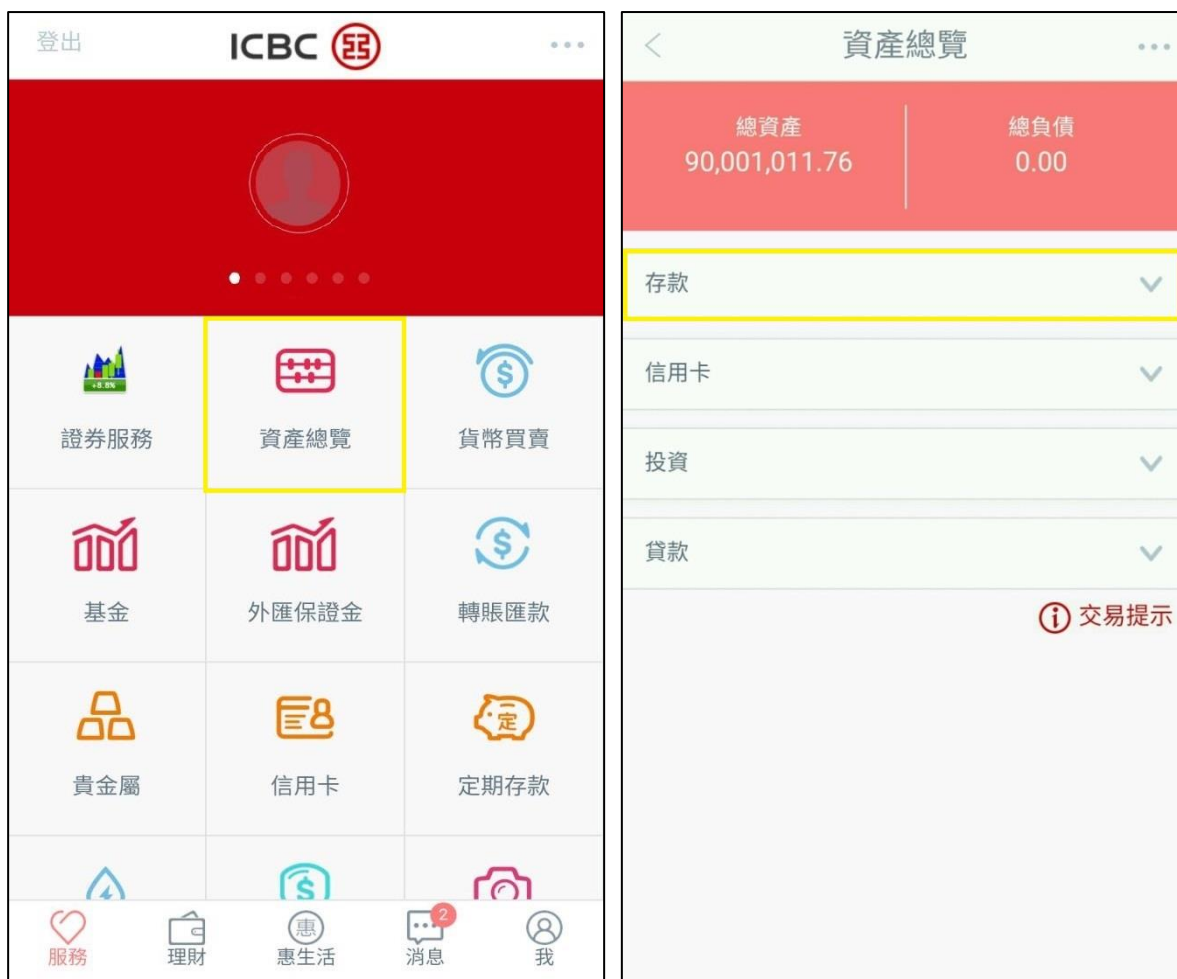 登出
ICBC
證券服務
資產總覽
貨幣買賣
基金
外匯保證金
轉賬匯款
貴金屬
定
信用卡
定期存款
服務
理財
惠
惠生活
2
消息
我
資產總覽
總資產
總負債
90,001,011.76
0.00
存款
信用卡
投資
貸款
交易提示